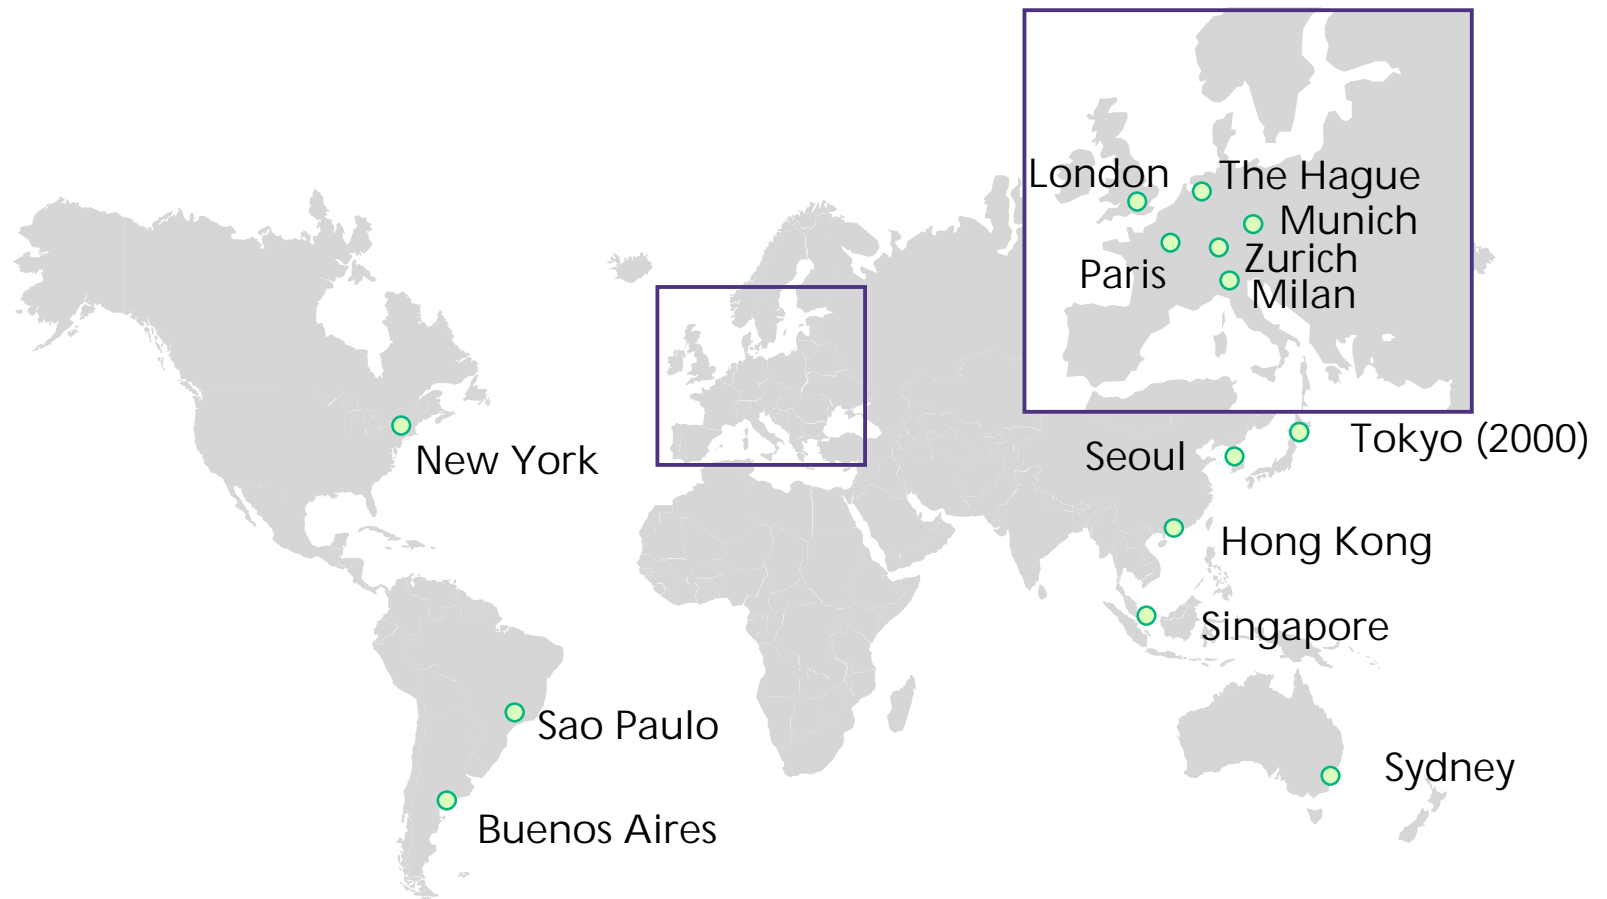 London
The Hague
Munich
Zurich
Paris
Milan
New York
Seoul
Tokyo (2000)
Hong Kong
Singapore
Sao Paulo
Sydney
Buenos Aires